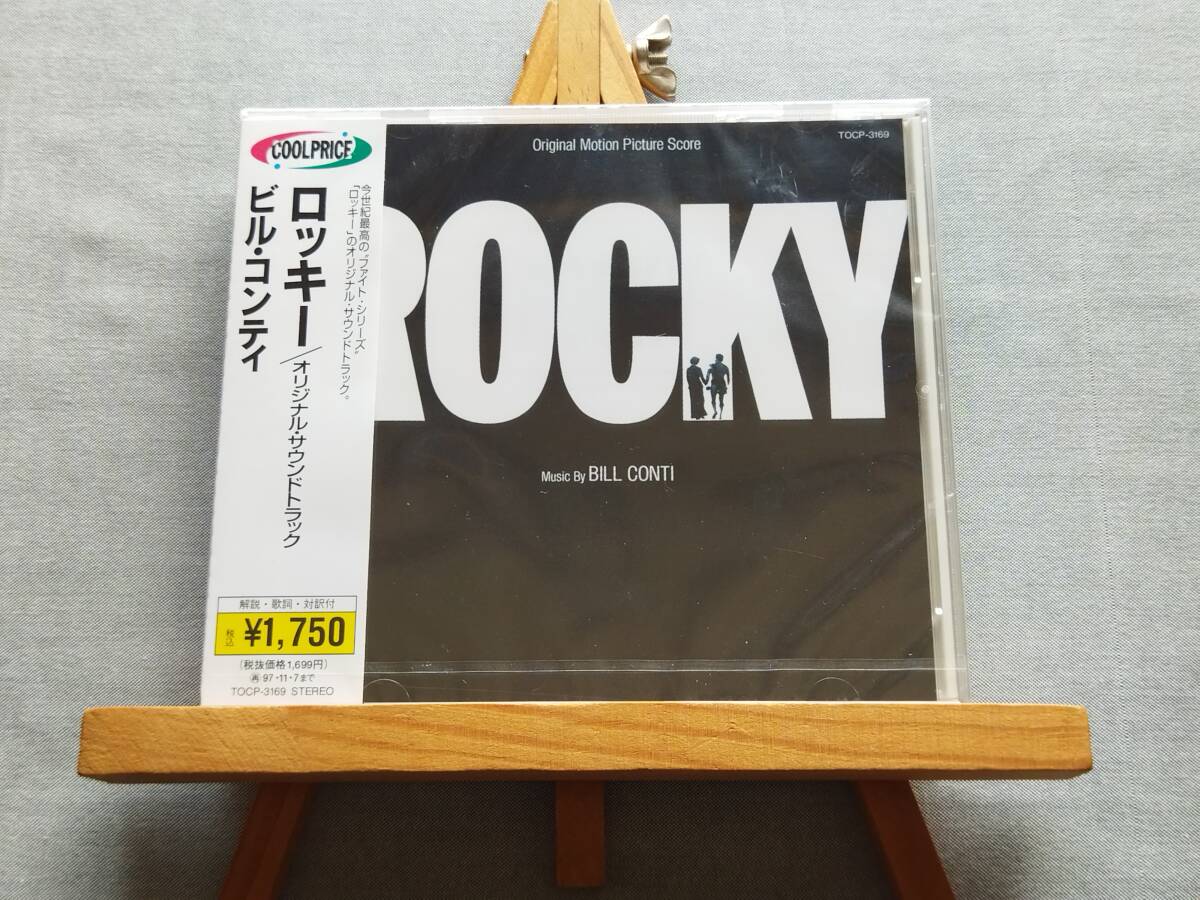 COOLPRICE
今世紀最高の"ファイト・シリーズ"
「ロッキー」のオリジナル・サウンドトラック。
ロッキー/オリジナル・サウンドトラック
ビル・コンティ
解説・歌詞・対訳付
税込 ¥1,750
(税抜価格1,699円)
再 97・11・7まで
TOCP-3169 STEREO
Original Motion Picture Score
TOCP-3169
ROCKY
Music By BILL CONTI